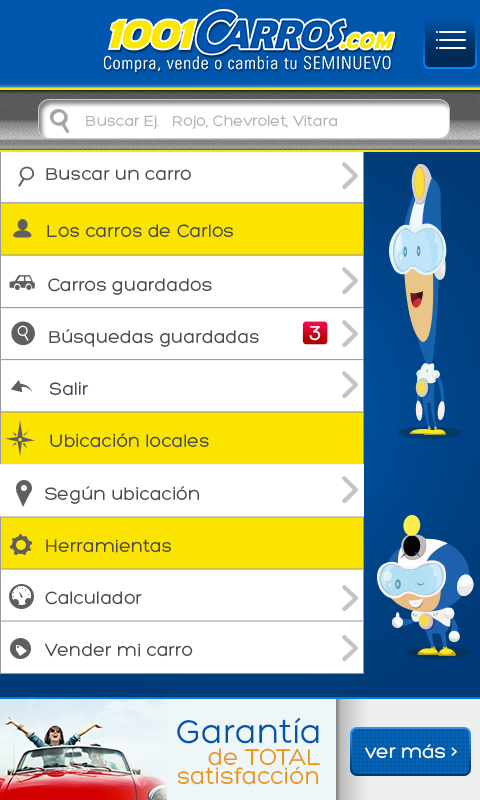 1001CARROS.COM
Compra, vende o cambia tu SEMINUEVO
Buscar Ej. Rojo, Chevrolet, Vitara
Buscar un carro
Los carros de Carlos
Carros guardados
Búsquedas guardadas 3
Salir
Ubicación locales
Según ubicación
Herramientas
Calculador
Vender mi carro
Garantía
de TOTAL
satisfacción
ver más >